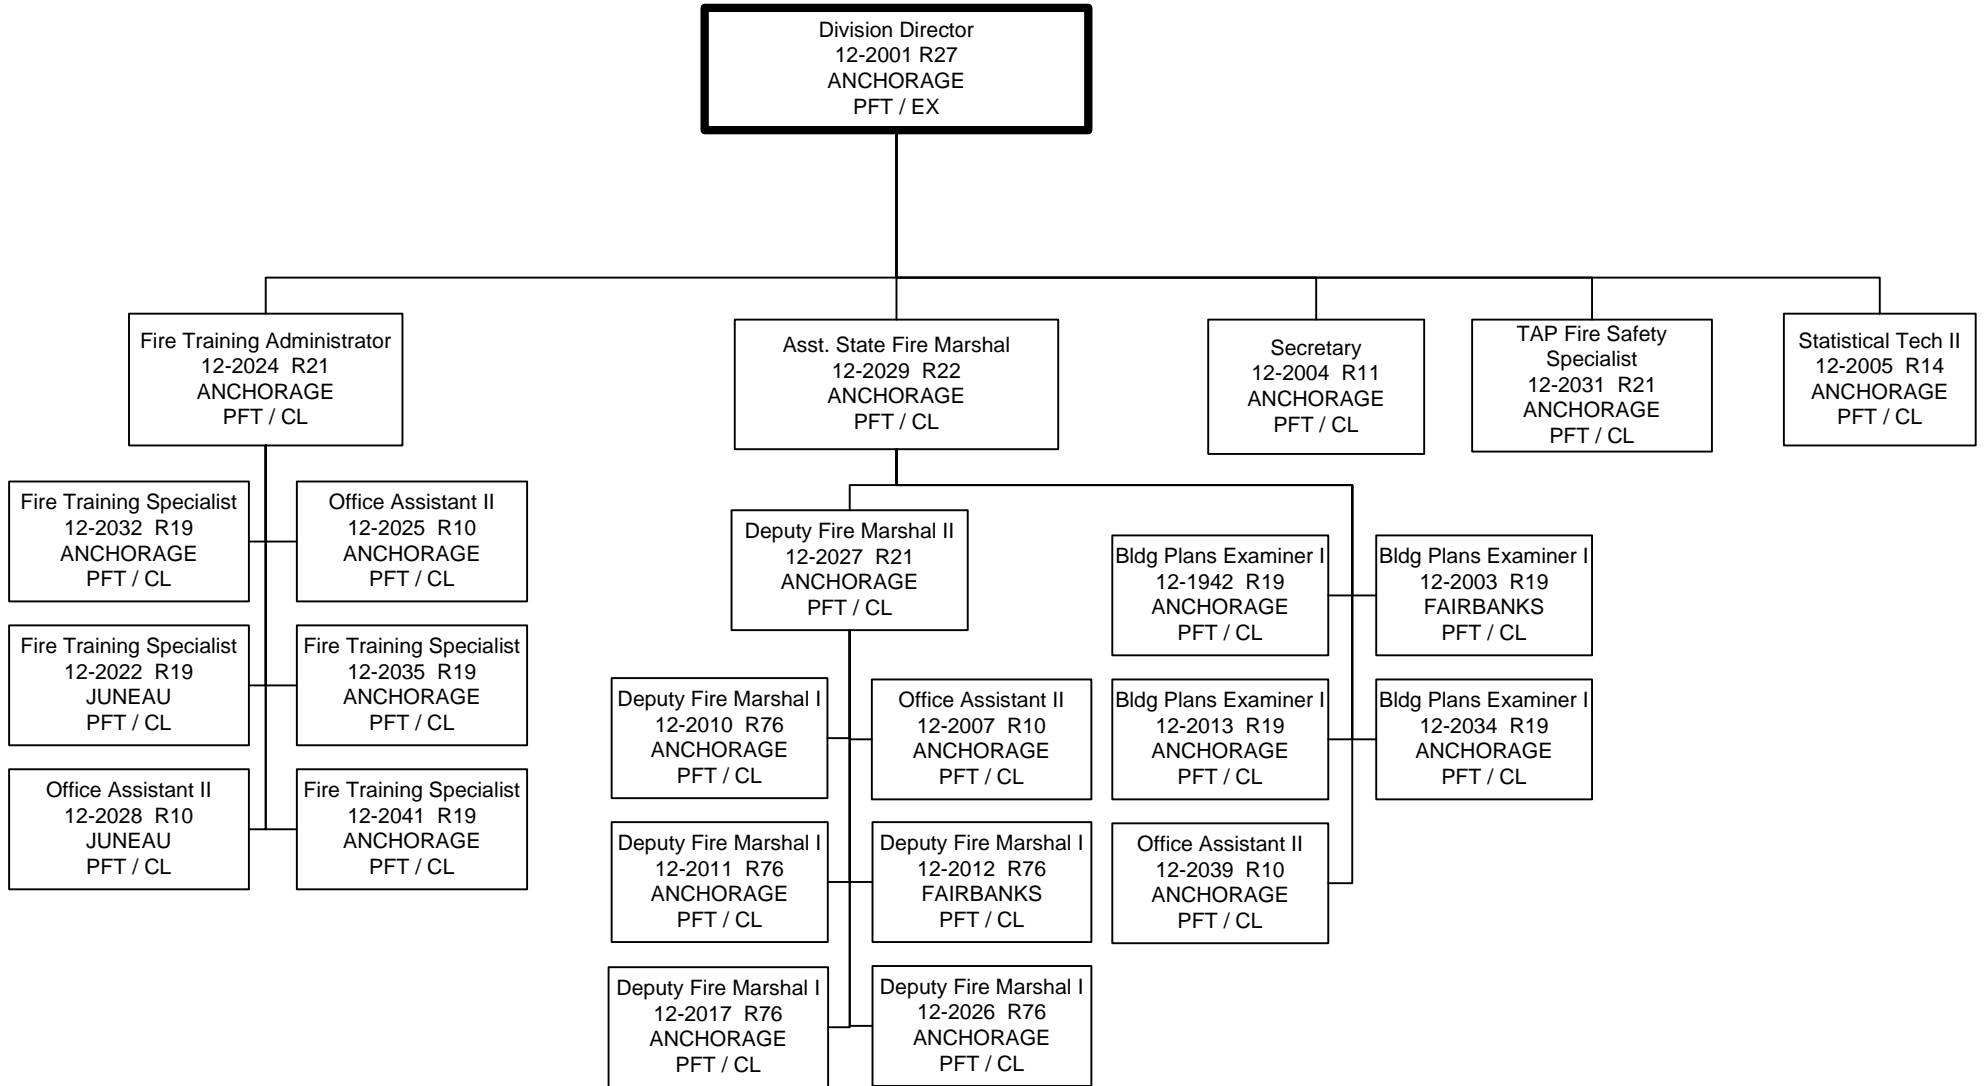 Division Director
12-2001 R27
ANCHORAGE
PFT / EX
Fire Training Administrator
12-2024 R21
ANCHORAGE
PFT / CL
Asst. State Fire Marshal
12-2029 R22
ANCHORAGE
PFT / CL
Secretary
12-2004 R11
ANCHORAGE
PFT / CL
TAP Fire Safety
Specialist
12-2031 R21
ANCHORAGE
PFT / CL
Statistical Tech II
12-2005 R14
ANCHORAGE
PFT / CL
Fire Training Specialist
12-2032 R19
ANCHORAGE
PFT / CL
Office Assistant II
12-2025 R10
ANCHORAGE
PFT / CL
Fire Training Specialist
12-2022 R19
JUNEAU
PFT / CL
Fire Training Specialist
12-2035 R19
ANCHORAGE
PFT / CL
Office Assistant II
12-2028 R10
JUNEAU
PFT / CL
Fire Training Specialist
12-2041 R19
ANCHORAGE
PFT / CL
Deputy Fire Marshal II
12-2027 R21
ANCHORAGE
PFT / CL
Deputy Fire Marshal I
12-2010 R76
ANCHORAGE
PFT / CL
Office Assistant II
12-2007 R10
ANCHORAGE
PFT / CL
Deputy Fire Marshal I
12-2011 R76
ANCHORAGE
PFT / CL
Deputy Fire Marshal I
12-2012 R76
FAIRBANKS
PFT / CL
Deputy Fire Marshal I
12-2017 R76
ANCHORAGE
PFT / CL
Deputy Fire Marshal I
12-2026 R76
ANCHORAGE
PFT / CL
Bldg Plans Examiner I
12-1942 R19
ANCHORAGE
PFT / CL
Bldg Plans Examiner I
12-2003 R19
FAIRBANKS
PFT / CL
Bldg Plans Examiner I
12-2013 R19
ANCHORAGE
PFT / CL
Bldg Plans Examiner I
12-2034 R19
ANCHORAGE
PFT / CL
Office Assistant II
12-2039 R10
ANCHORAGE
PFT / CL